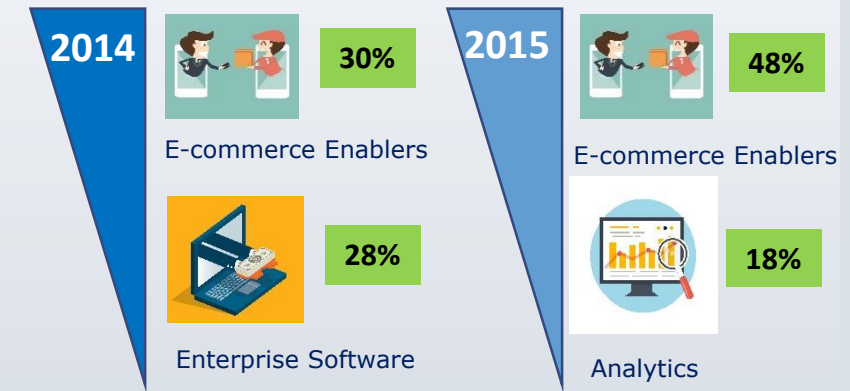 2014
30%
E-commerce Enablers
28%
Enterprise Software
2015
48%
E-commerce Enablers
18%
Analytics